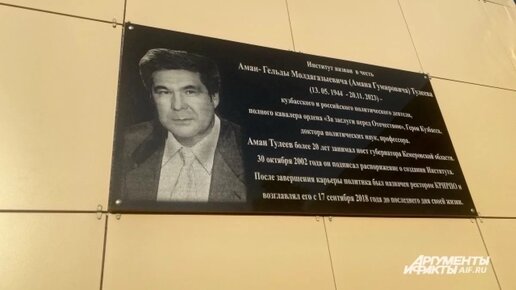 Институт назван в честь
Аман- Гельды Молдагазыевича (Амана Гумировича) Тулеева
(13. 05. 1944 - 20.11. 2023) -
кузбасского и российского политического деятеля,
полного кавалера ордена «За заслуги перед Отечеством», Героя Кузбасса,
доктора политических наук, профессора.
Аман Тулеев более 20 лет занимал пост губернатора Кемеровской области.
30 октября 2002 года он подписал распоряжение о создании Института.
После завершения карьеры политика был назначен ректором КРИРПО и
возглавлял его с 17 сентября 2018 года до последнего дня своей жизни.
АРГУМЕНТЫ
И ФАКТЫ AIF.RU